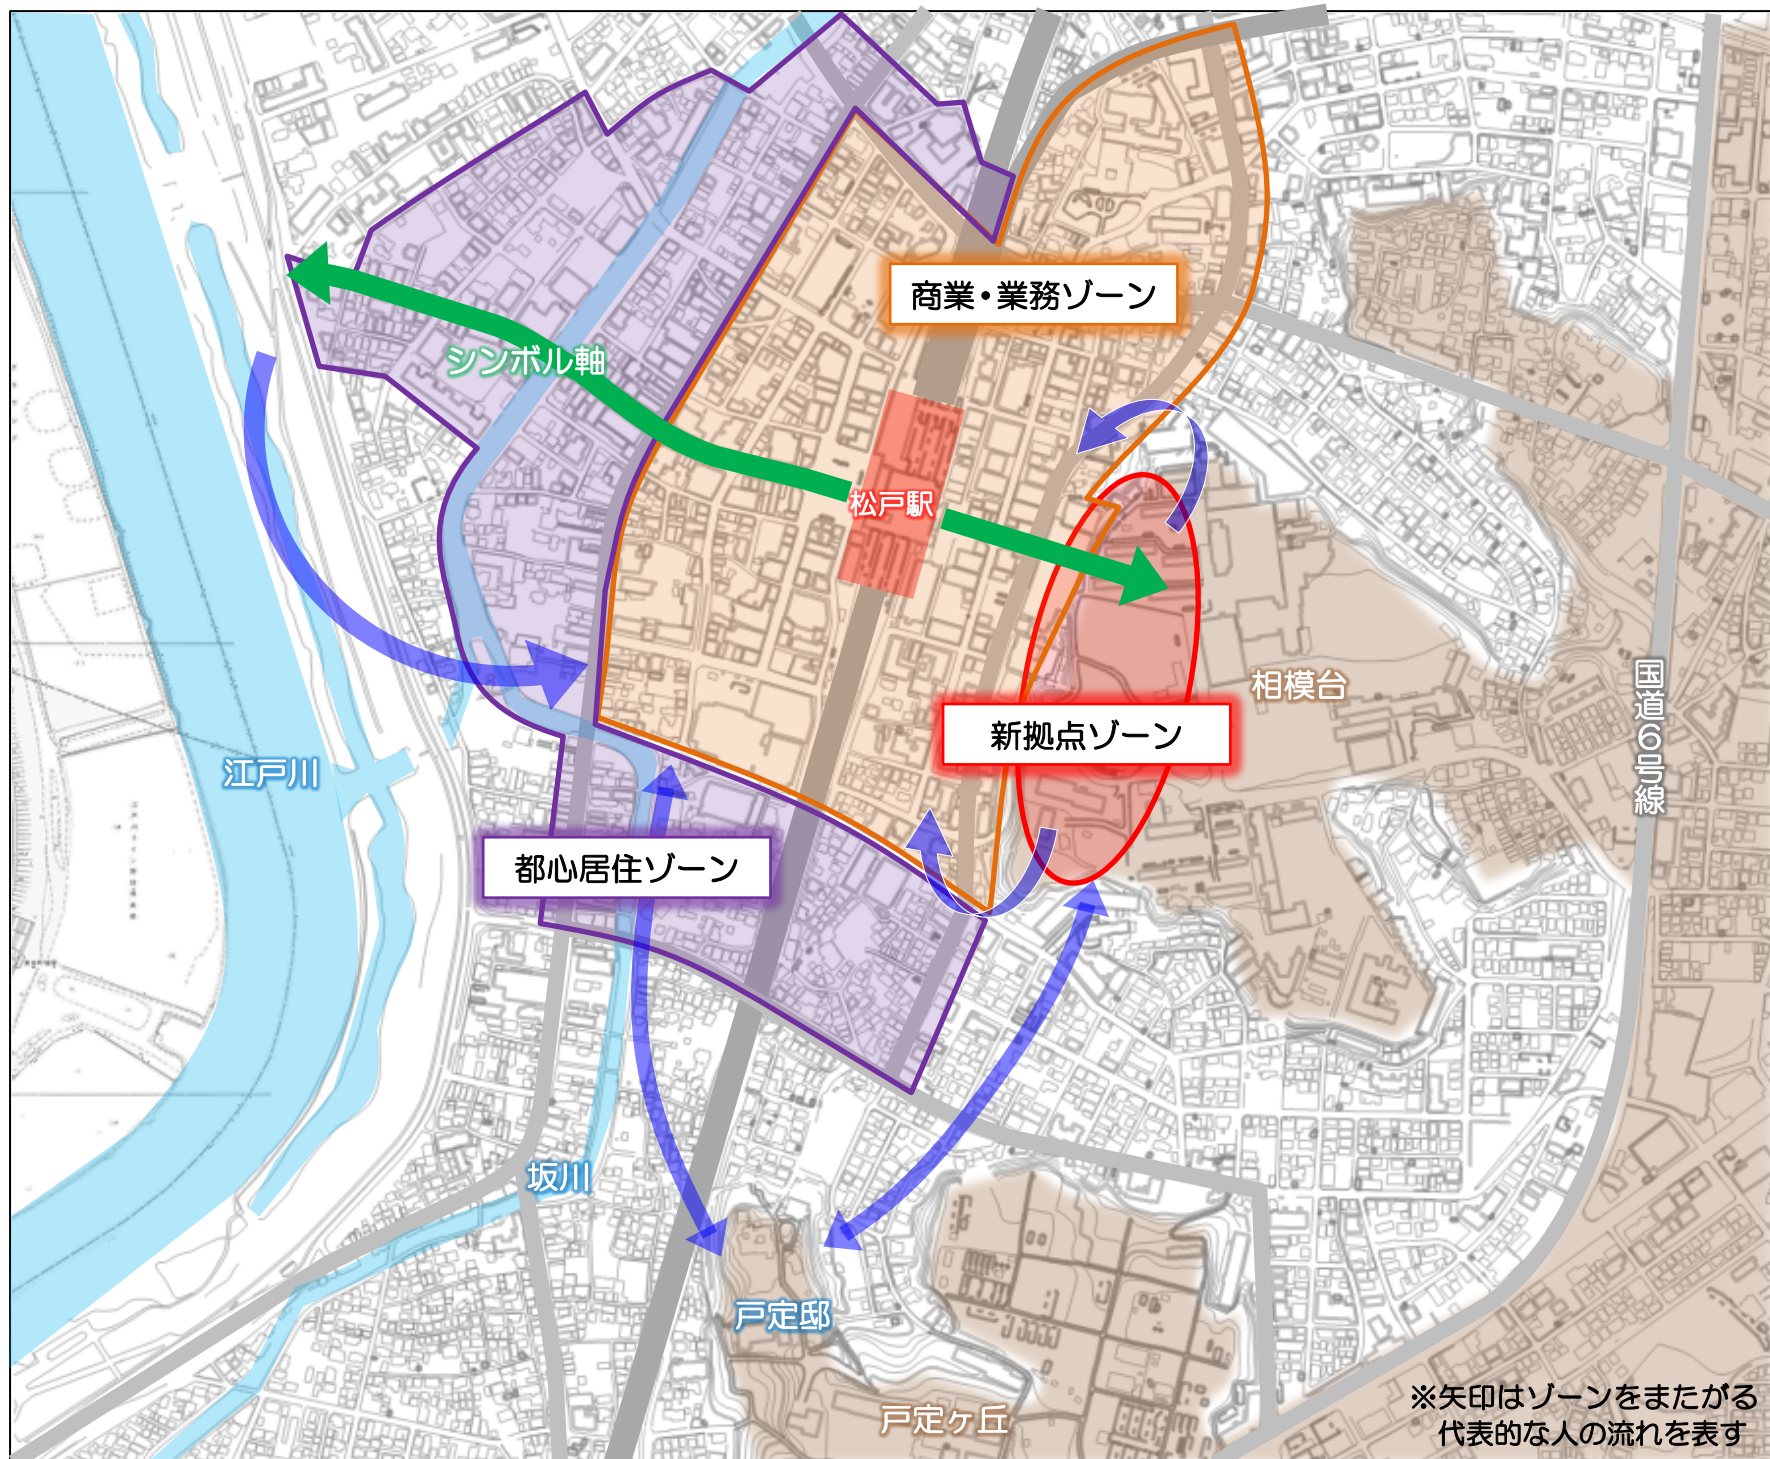 商業・業務ゾーン
シンボル軸
松戸駅
相模台
国道6号線
新拠点ゾーン
江戸川
都心居住ゾーン
坂川
戸定邸
戸定ヶ丘
※矢印はゾーンをまたがる
代表的な人の流れを表す